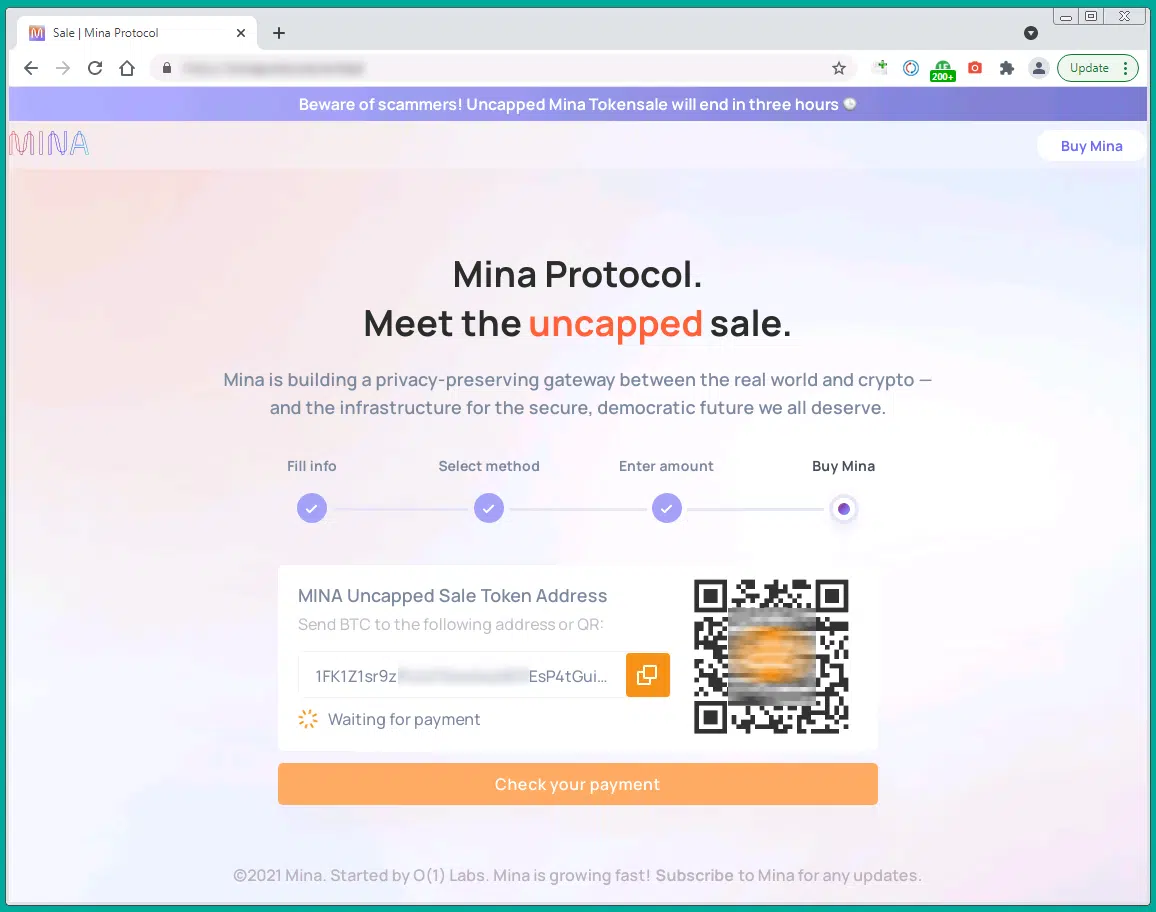 Sale | Mina Protocol
Update
200+
Beware of scammers! Uncapped Mina Tokensale will end in three hours
MINA
Buy Mina
Mina Protocol.
Meet the uncapped sale.
Mina is building a privacy-preserving gateway between the real world and crypto —
and the infrastructure for the secure, democratic future we all deserve.
Fill info
Select method
Enter amount
Buy Mina
MINA Uncapped Sale Token Address
Send BTC to the following address or QR:
1FK1Z1sr9z EsP4tGui...
Waiting for payment
Check your payment
©2021 Mina. Started by O(1) Labs. Mina is growing fast! Subscribe to Mina for any updates.